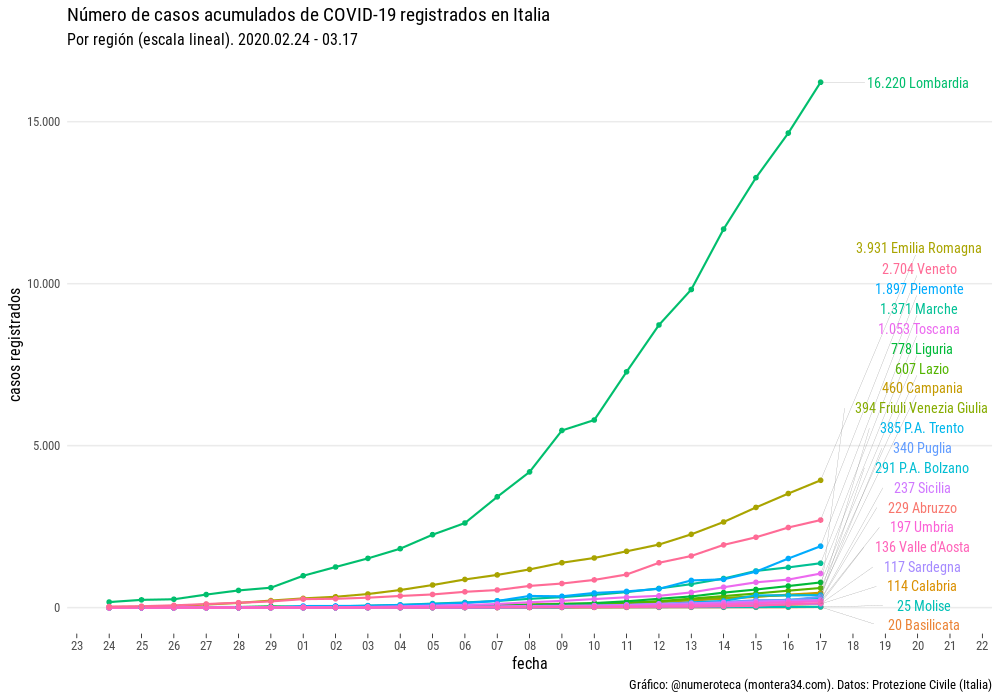 Número de casos acumulados de COVID-19 registrados en Italia
Por región (escala lineal). 2020.02.24 - 03.17
16.220 Lombardia
15.000
3.931 Emilia Romagna
2.704 Veneto
10.000
1.897 Piemonte
1.371 Marche
1.053 Toscana
778 Liguria
607 Lazio
460 Campania
394 Friuli Venezia Giulia
385 P.A. Trento
5.000
340 Puglia
291 P.A. Bolzano
237 Sicilia
229 Abruzzo
197 Umbria
136 Valle d'Aosta
117 Sardegna
114 Calabria
0
25 Molise
20 Basilicata
casos registrados
23 24 25 26 27 28 29 01 02 03 04 05 06 07 08 09 10 11 12 13 14 15 16 17 18 19 20 21 22
fecha
Gráfico: @numeroteca (montera34.com). Datos: Protezione Civile (Italia)